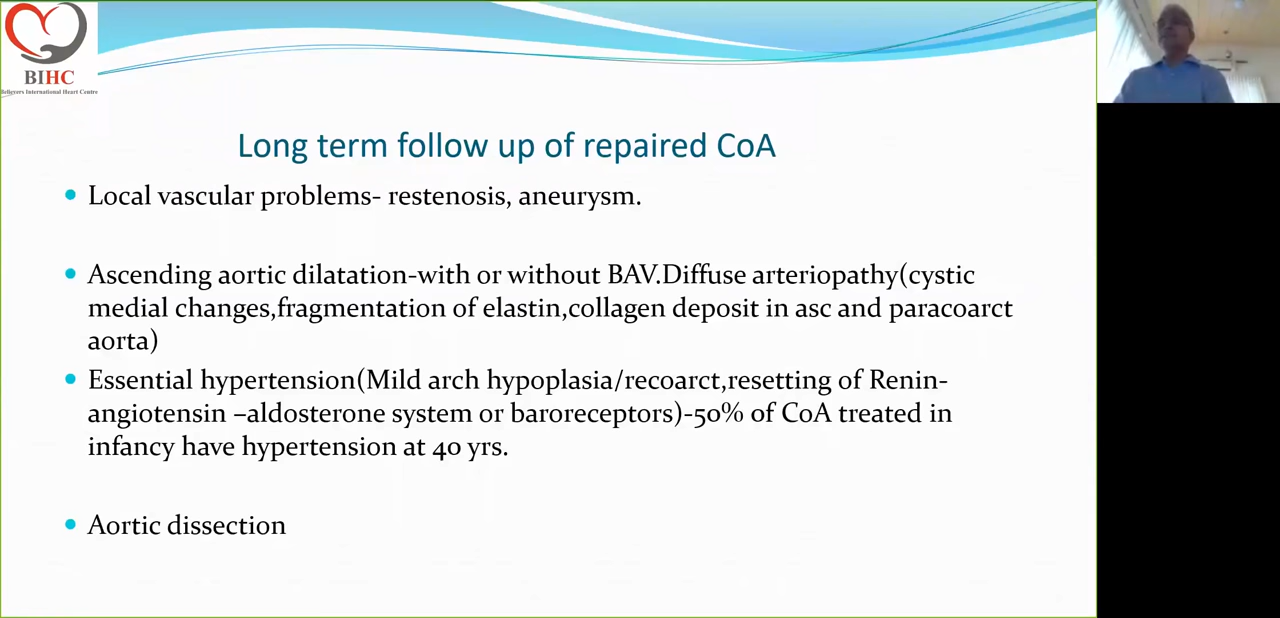 BIHC
Believers International Heart Centre
Long term follow up of repaired CoA
Local vascular problems- restenosis, aneurysm.
Ascending aortic dilatation-with or without BAV.Diffuse arteriopathy(cystic
medial changes,fragmentation of elastin,collagen deposit in asc and paracoarct
aorta)
Essential hypertension(Mild arch hypoplasia/recoarct,resetting of Renin-
angiotensin –aldosterone system or baroreceptors)-50% of CoA treated in
infancy have hypertension at 40 yrs.
Aortic dissection